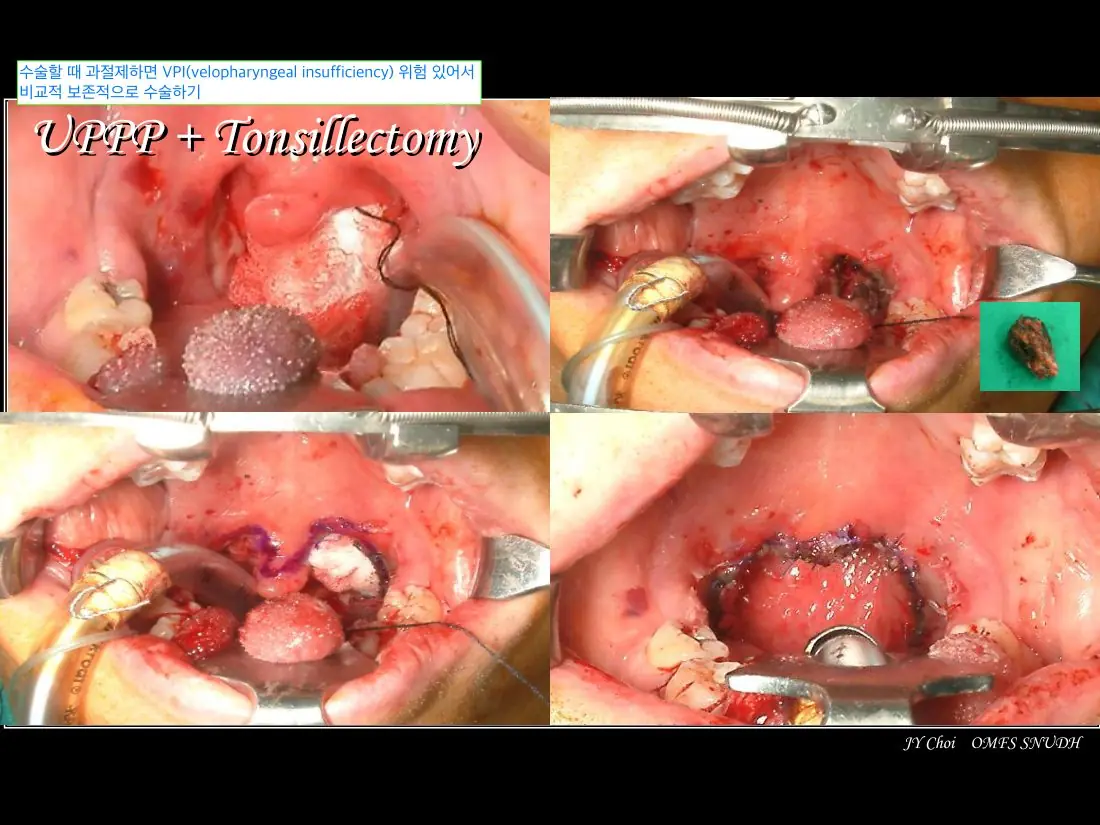 수술할 때 과절제하면 VPI(velopharyngeal insufficiency) 위험 있어서
비교적 보존적으로 수술하기
UPPP + Tonsillectomy
JY Choi OMFS SNUDH